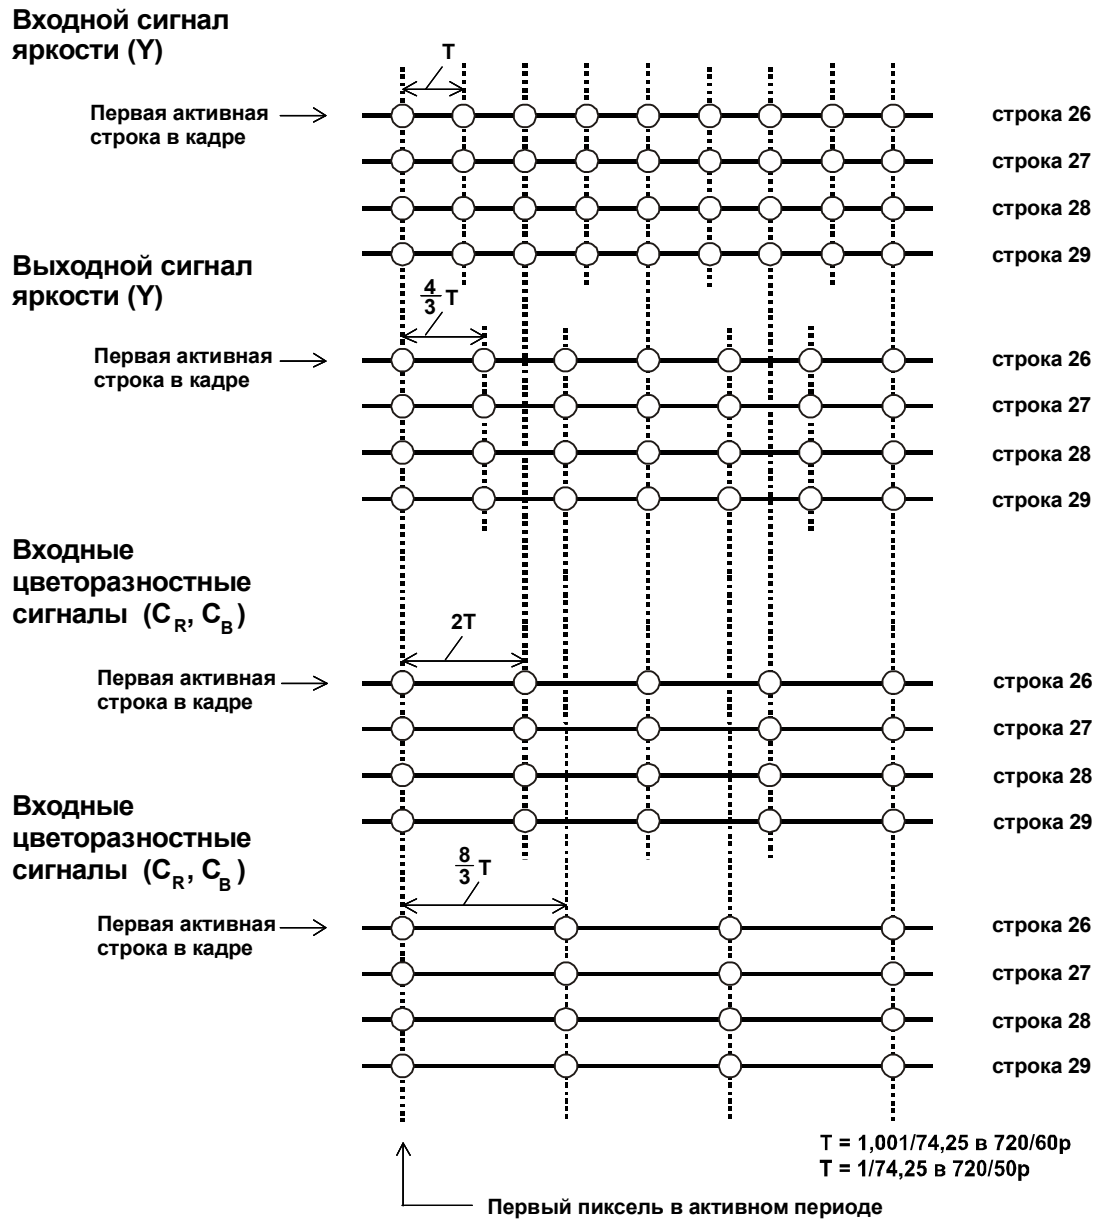 Входной сигнал
яркости (Y)
T
Первая активная
строка в кадре
строка 26
строка 27
строка 28
строка 29
Выходной сигнал
яркости (Y)
4/3 T
Первая активная
строка в кадре
строка 26
строка 27
строка 28
строка 29
Входные
цветоразностные
сигналы (C_R, C_B)
2T
Первая активная
строка в кадре
строка 26
строка 27
строка 28
строка 29
Входные
цветоразностные
сигналы (C_R, C_B)
8/3 T
Первая активная
строка в кадре
строка 26
строка 27
строка 28
строка 29
T = 1,001/74,25 в 720/60p
T = 1/74,25 в 720/50p
Первый пиксель в активном периоде